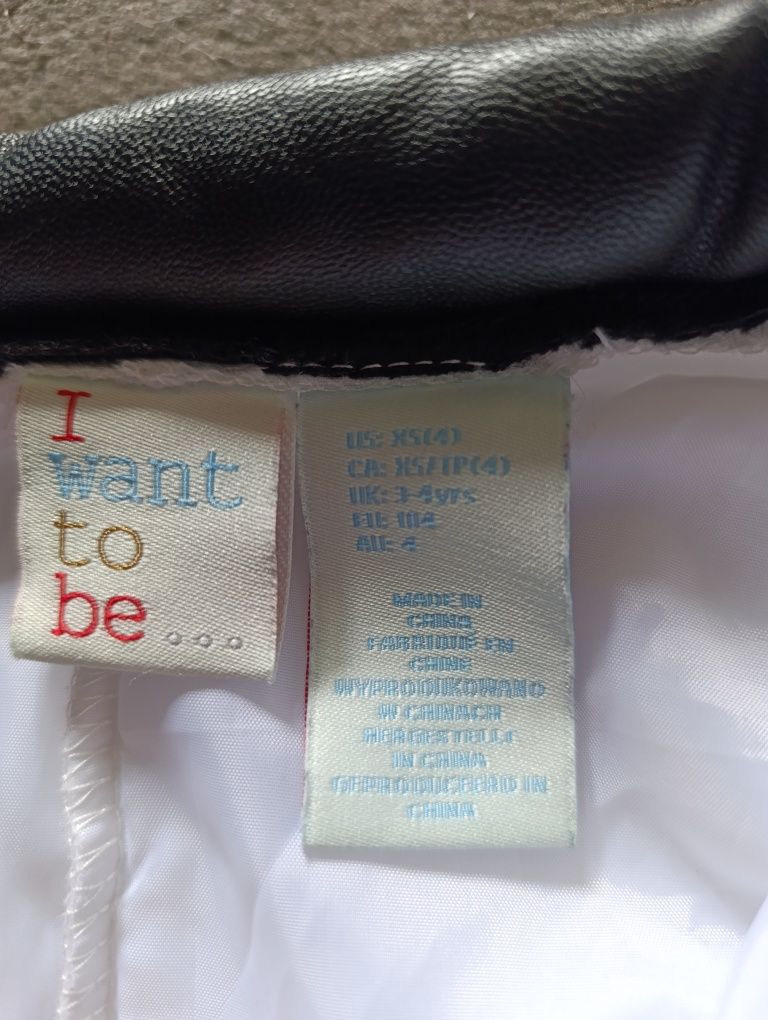 I
want
to
be...
US: XS(4)
CA: XS/TP(4)
UK: 3-4yrs
EU: 104
AU: 4
MADE IN
CHINA
FABRIQUÉ EN
CHINE
WYPRODUKOWANO
W CHINACH
HERGESTELLT
IN CHINA
GEPRODUCEERD IN
CHINA